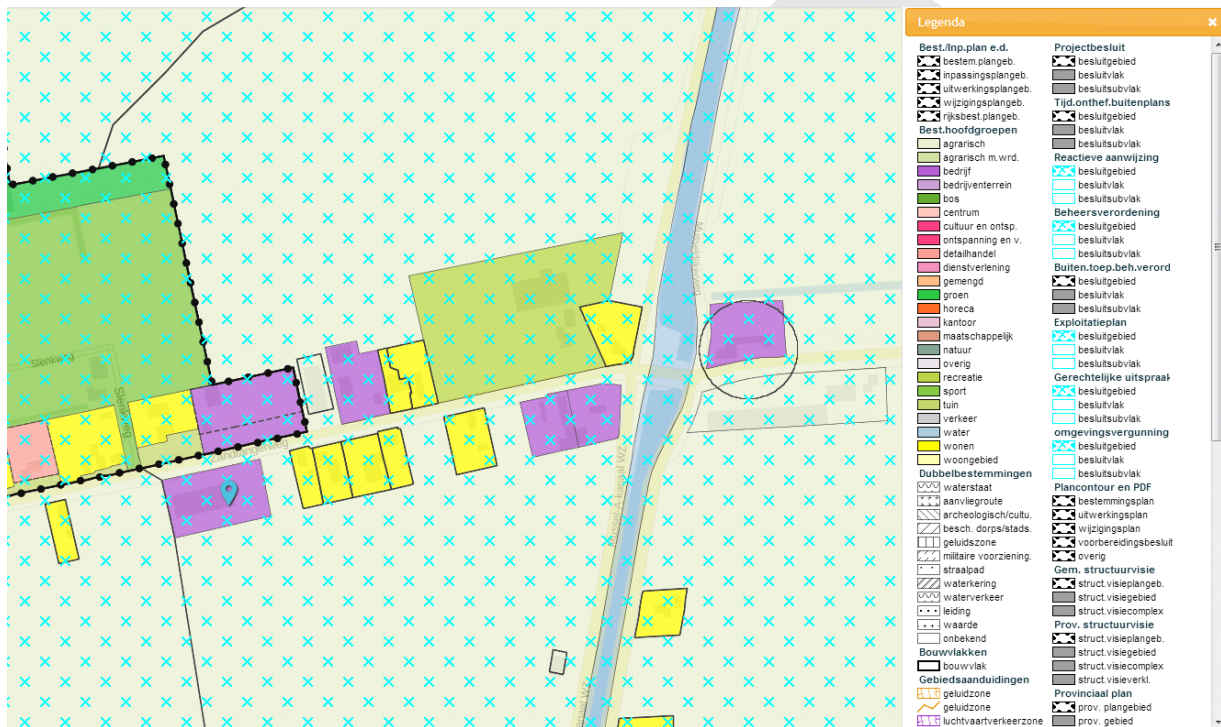 Legenda
Best./Inp.plan e.d.
bestem.plangeb.
inpassingsplangeb.
uitwerkingsplangeb.
wijzigingsplangeb.
rijksbest.plangeb.
Best.hoofdgroepen
agrarisch
agrarisch m.wrd.
bedrijf
bedrijventerrein
bos
centrum
cultuur en ontsp.
ontspanning en v.
detailhandel
dienstverlening
gemengd
groen
horeca
kantoor
maatschappelijk
natuur
overig
recreatie
sport
tuin
verkeer
water
wonen
woongebied
Dubbelbestemmingen
waterstaat
aanvliegroute
archeologisch/cultu.
besch. dorps/stads.
geluidszone
militaire voorziening.
straalpad
waterkering
waterverkeer
leiding
waarde
onbekend
Bouwvlakken
bouwvlak
Gebiedsaanduidingen
geluidzone
geluidzone
luchtvaartverkeerzone
Projectbesluit
besluitgebied
besluitvlak
besluitsubvlak
Tijd.onthef.buitenplans
besluitgebied
besluitvlak
besluitsubvlak
Reactieve aanwijzing
besluitgebied
besluitvlak
besluitsubvlak
Beheersverordening
besluitgebied
besluitvlak
besluitsubvlak
Buiten.toep.beh.verord
besluitgebied
besluitvlak
besluitsubvlak
Exploitatieplan
besluitgebied
besluitvlak
besluitsubvlak
Gerechtelijke uitspraak
besluitgebied
besluitvlak
besluitsubvlak
omgevingsvergunning
besluitgebied
besluitvlak
besluitsubvlak
Plancontour en PDF
bestemmingsplan
uitwerkingsplan
wijzigingsplan
voorbereidingsbesluit
overig
Gem. structuurvisie
struct.visieplangeb.
struct.visiegebied
struct.visiecomplex
Prov. structuurvisie
struct.visieplangeb.
struct.visiegebied
struct.visiecomplex
struct.visieverkl.
Provinciaal plan
prov. plangebied
prov. gebied
Slenkweg
Slenkweg